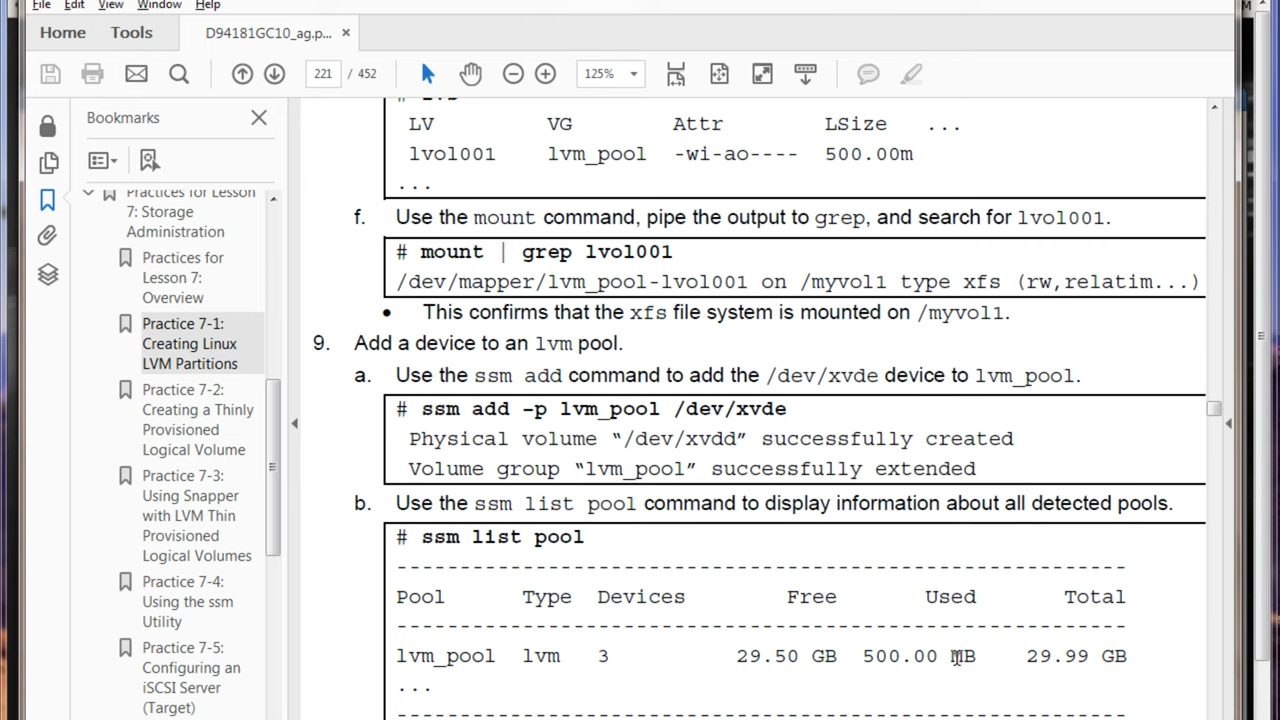 File Edit View Window Help
Home Tools D94181GC10_ag.p... ×
221 / 452 125%
Bookmarks
Practices for Lesson
7: Storage
Administration
Practices for
Lesson 7:
Overview
Practice 7-1:
Creating Linux
LVM Partitions
Practice 7-2:
Creating a Thinly
Provisioned
Logical Volume
Practice 7-3:
Using Snapper
with LVM Thin
Provisioned
Logical Volumes
Practice 7-4:
Using the ssm
Utility
Practice 7-5:
Configuring an
iSCSI Server
(Target)
LV VG Attr LSize ...
lvol001 lvm_pool -wi-ao---- 500.00m
...
f. Use the mount command, pipe the output to grep, and search for lvol001.
# mount | grep lvol001
/dev/mapper/lvm_pool-lvol001 on /myvol1 type xfs (rw,relatim...)
• This confirms that the xfs file system is mounted on /myvol1.
9. Add a device to an lvm pool.
a. Use the ssm add command to add the /dev/xvde device to lvm_pool.
# ssm add –p lvm_pool /dev/xvde
Physical volume “/dev/xvdd” successfully created
Volume group “lvm_pool” successfully extended
b. Use the ssm list pool command to display information about all detected pools.
# ssm list pool
----------------------------------------------------------
Pool Type Devices Free Used Total
----------------------------------------------------------
lvm_pool lvm 3 29.50 GB 500.00 MB 29.99 GB
...
----------------------------------------------------------